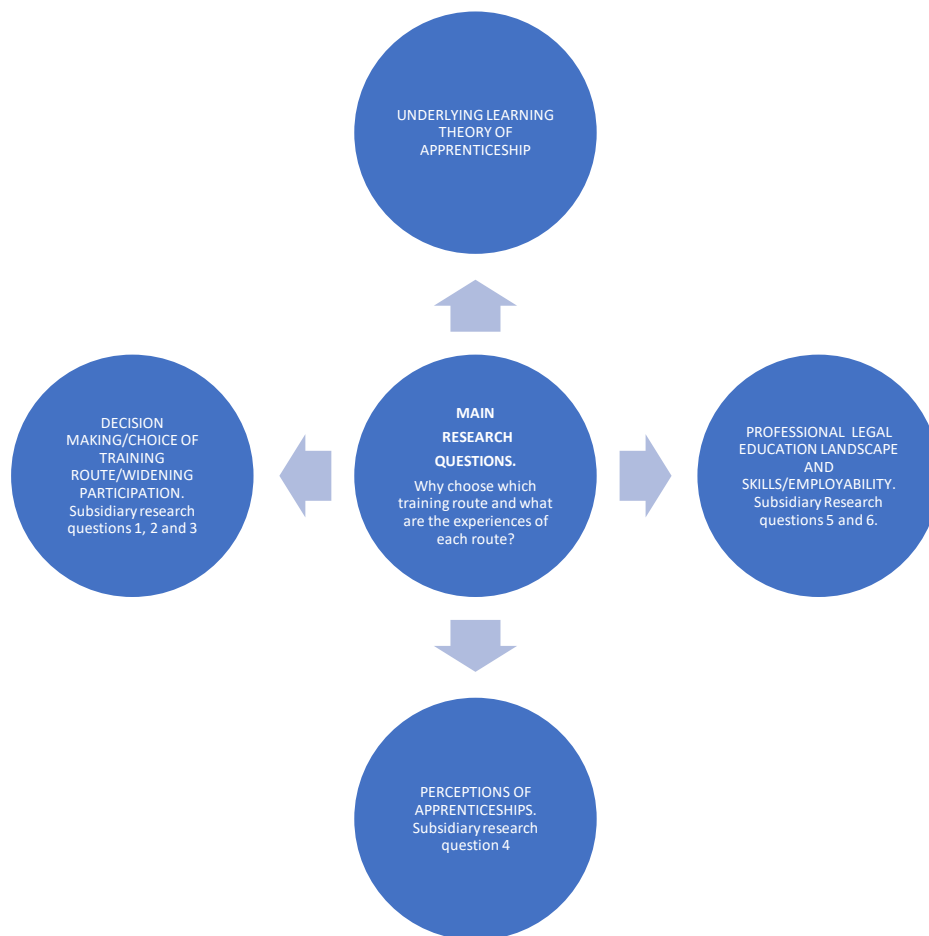 UNDERLYING LEARNING
THEORY OF
APPRENTICESHIP
DECISION
MAKING/CHOICE OF
TRAINING
ROUTE/WIDENING
PARTICIPATION.
Subsidiary research
questions 1, 2 and 3
MAIN
RESEARCH
QUESTIONS.
Why choose which
training route and what
are the experiences of
each route?
PROFESSIONAL LEGAL
EDUCATION LANDSCAPE
AND
SKILLS/EMPLOYABILITY.
Subsidiary Research
questions 5 and 6.
PERCEPTIONS OF
APPRENTICESHIPS.
Subsidiary research
question 4